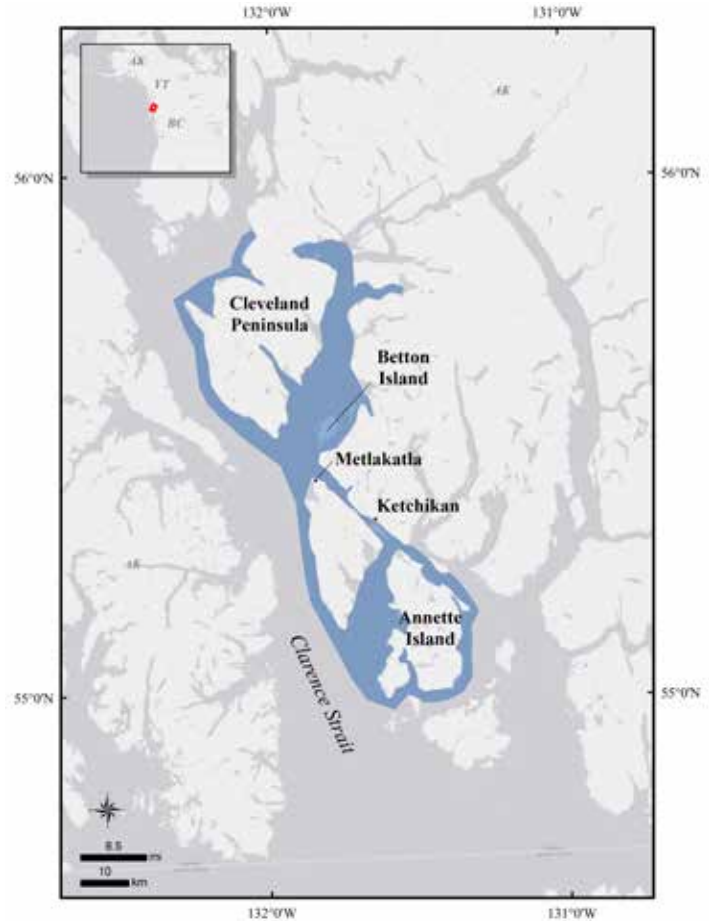 132°0'W
131°0'W
AK
YT
BC
AK
56°0'N
56°0'N
Cleveland
Peninsula
Betton
Island
Metlakatla
Ketchikan
AK
Annette
Island
Clarence Strait
55°0'N
55°0'N
8.5
mi
10
km
132°0'W
131°0'W